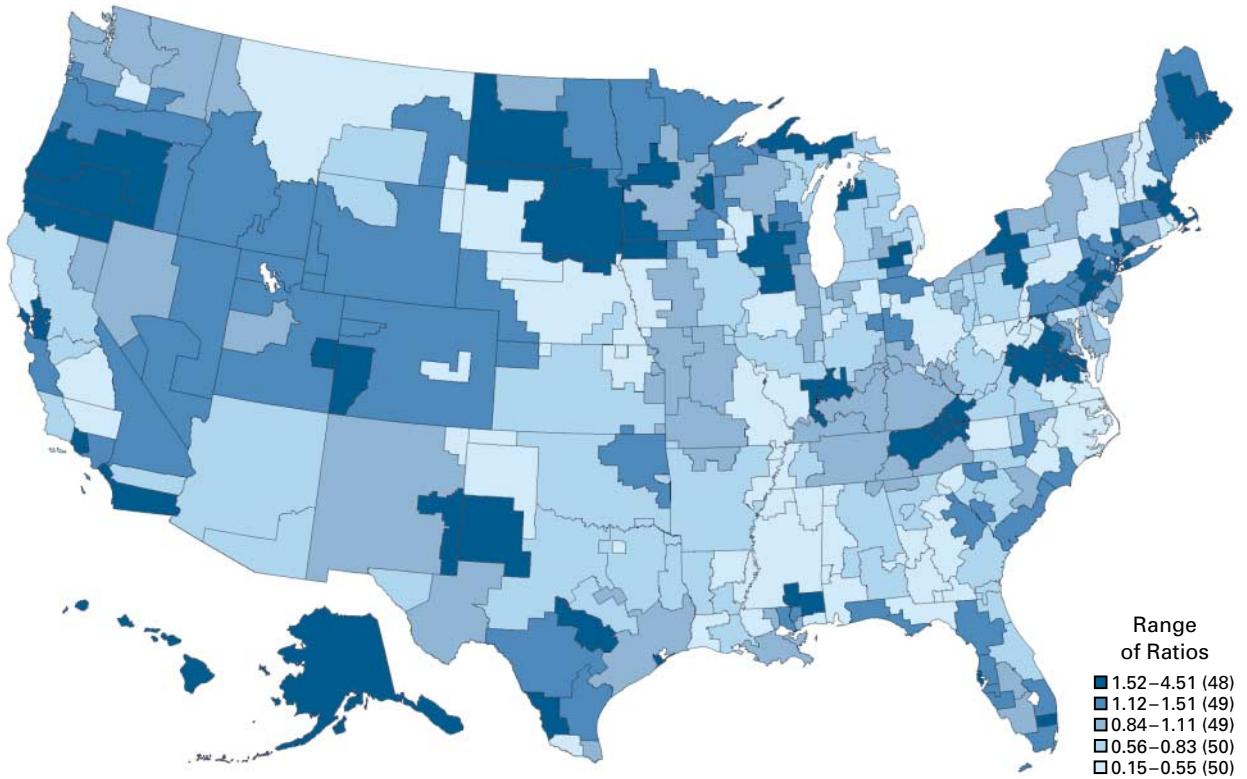 Range
of Ratios
1.52–4.51 (48)
1.12–1.51 (49)
0.84–1.11 (49)
0.56–0.83 (50)
0.15–0.55 (50)